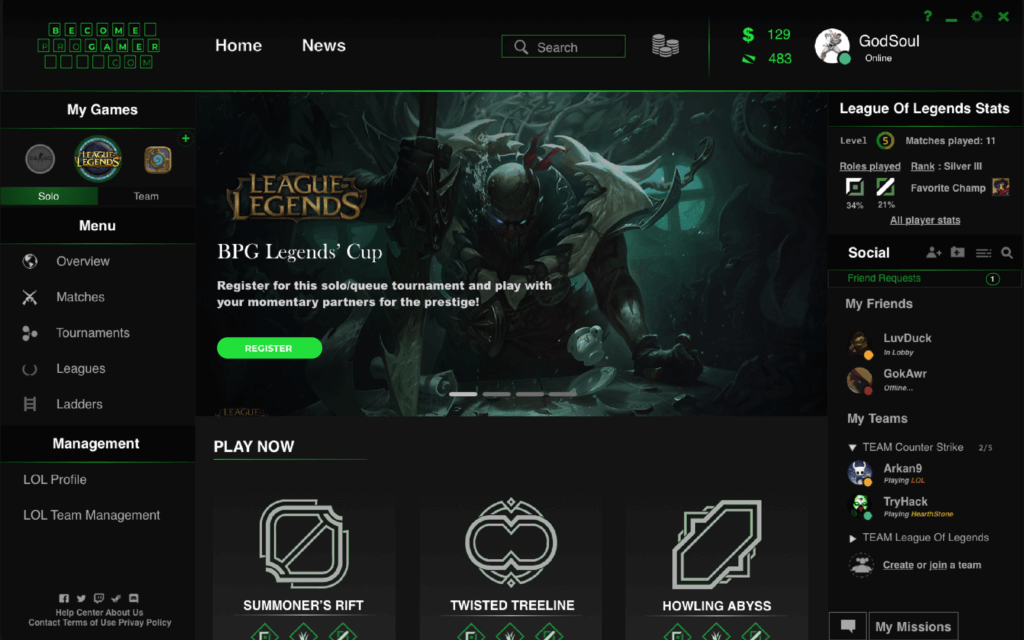 BECOME
PROGAMER
COM
Home
News
Search
$ 129
483
GodSoul
Online
?
My Games
LEAGUE OF LEGENDS
Solo
Team
Menu
Overview
Matches
Tournaments
Leagues
Ladders
Management
LOL Profile
LOL Team Management
Help Center About Us
Contact Terms of Use Privay Policy
LEAGUE OF
LEGENDS
BPG Legends’ Cup
Register for this solo/queue tournament and play with
your momentary partners for the prestige!
REGISTER
LEAGUE
PLAY NOW
SUMMONER'S RIFT
TWISTED TREELINE
HOWLING ABYSS
League Of Legends Stats
Level 5 Matches played: 11
Roles played Rank : Silver III
Favorite Champ
34% 21%
All player stats
Social
Friend Requests 1
My Friends
LuvDuck
In Lobby
GokAwr
Offline...
My Teams
TEAM Counter Strike 2/5
Arkan9
Playing LOL
TryHack
Playing HearthStone
TEAM League Of Legends
Create or join a team
My Missions